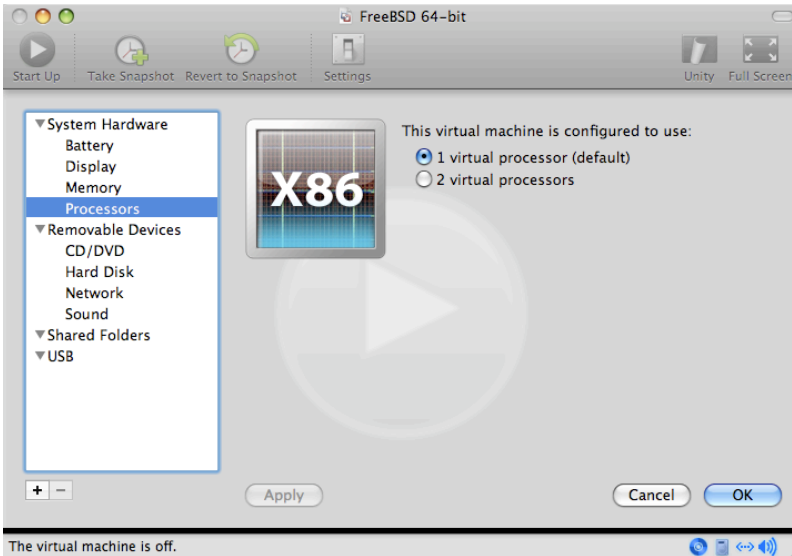 FreeBSD 64-bit
Start Up Take Snapshot Revert to Snapshot Settings Unity Full Screen
System Hardware
Battery
Display
Memory
Processors
Removable Devices
CD/DVD
Hard Disk
Network
Sound
Shared Folders
USB
X86
This virtual machine is configured to use:
1 virtual processor (default)
2 virtual processors
+ −
Apply
Cancel
OK
The virtual machine is off.